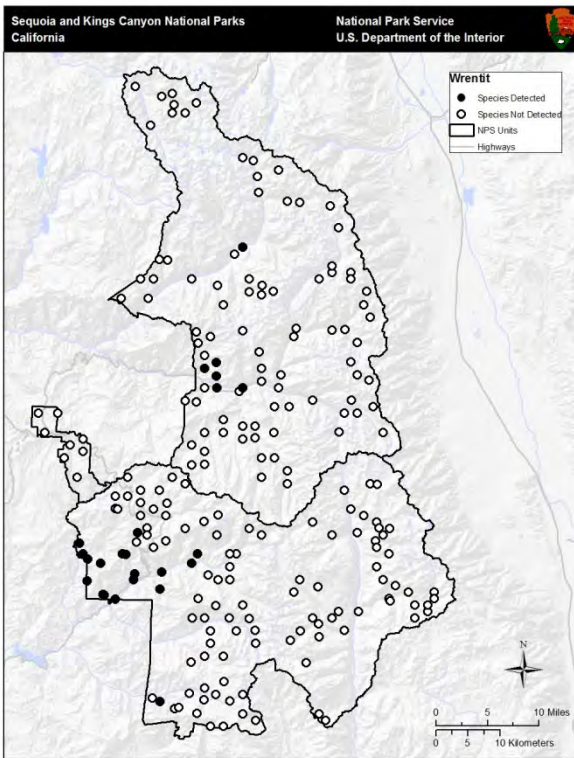 Sequoia and Kings Canyon National Parks
California
National Park Service
U.S. Department of the Interior
Wrentit
Species Detected
Species Not Detected
NPS Units
Highways
N
0 5 10 Miles
0 5 10 Kilometers